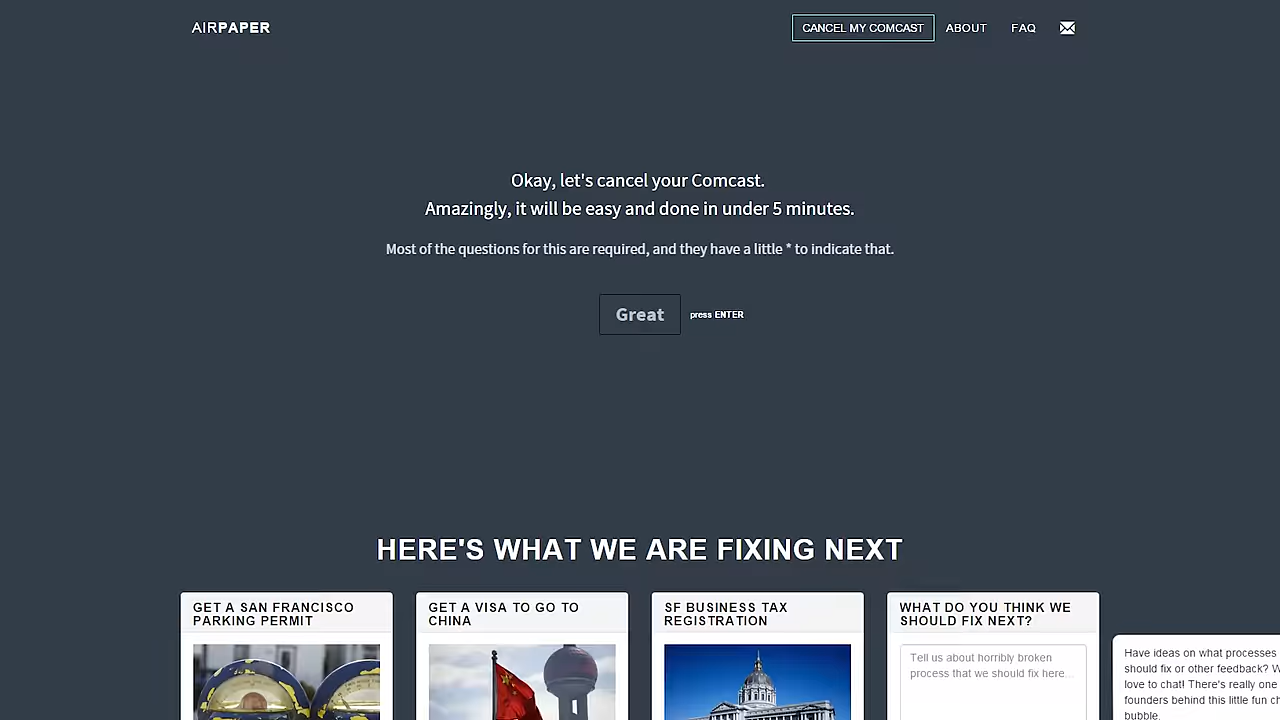 AIRPAPER
CANCEL MY COMCAST
ABOUT
FAQ
Okay, let's cancel your Comcast.
Amazingly, it will be easy and done in under 5 minutes.
Most of the questions for this are required, and they have a little * to indicate that.
Great
press ENTER
HERE'S WHAT WE ARE FIXING NEXT
GET A SAN FRANCISCO
PARKING PERMIT
GET A VISA TO GO TO
CHINA
SF BUSINESS TAX
REGISTRATION
WHAT DO YOU THINK WE
SHOULD FIX NEXT?
Tell us about horribly broken
process that we should fix here...
Have ideas on what processes
should fix or other feedback?
love to chat! There's really one
founders behind this little fun
bubble.